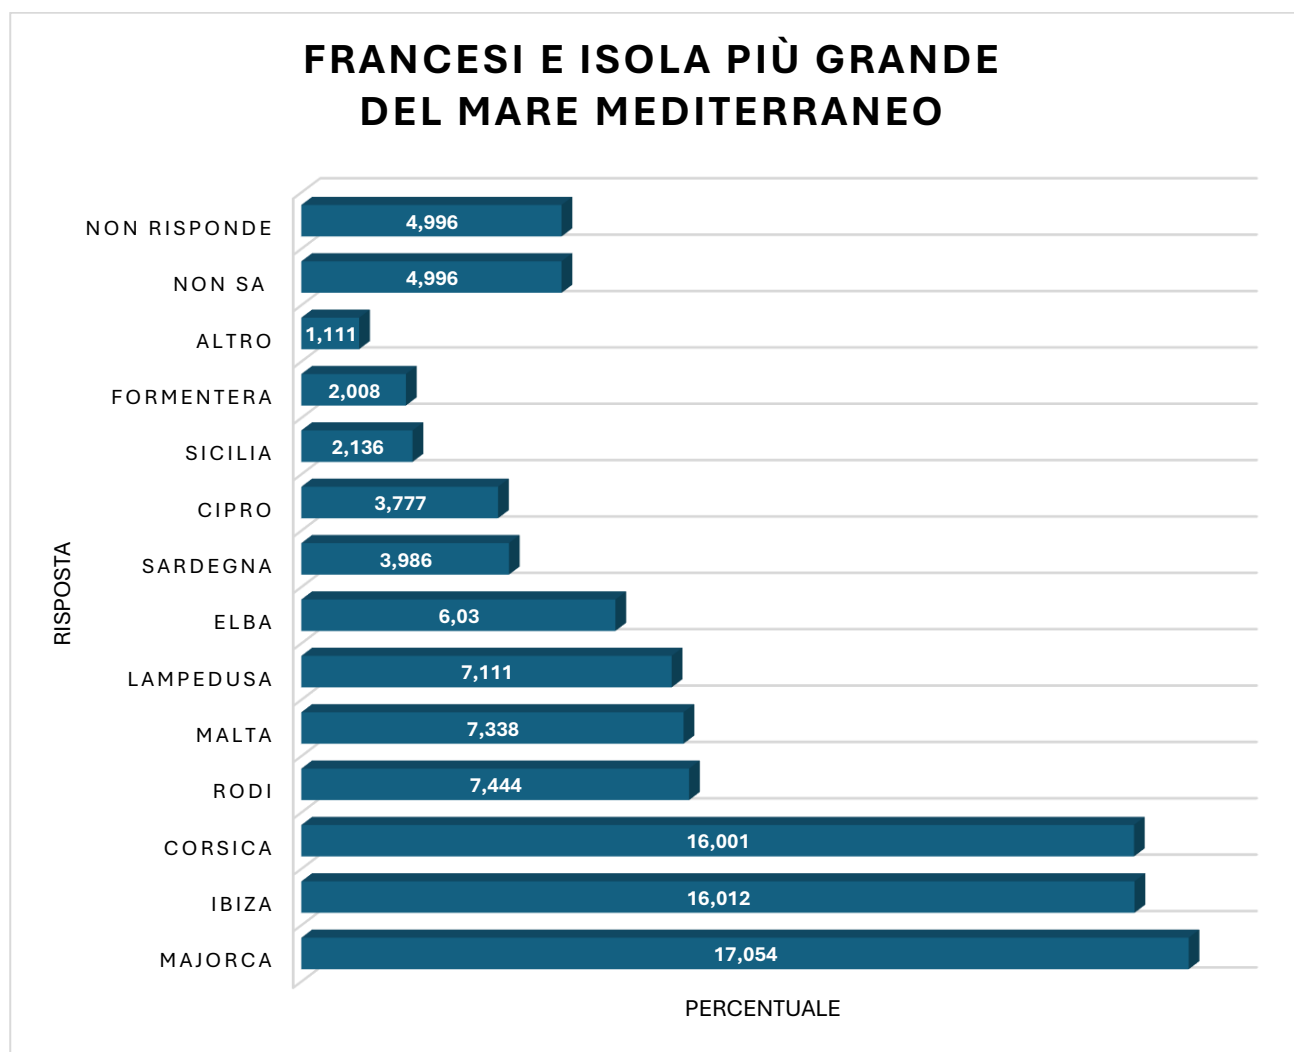 FRANCESI E ISOLA PIÙ GRANDE
DEL MARE MEDITERRANEO
NON RISPONDE 4,996
NON SA 4,996
ALTRO 1,111
FORMENTERA 2,008
SICILIA 2,136
CIPRO 3,777
SARDEGNA 3,986
ELBA 6,03
LAMPEDUSA 7,111
MALTA 7,338
RODI 7,444
CORSICA 16,001
IBIZA 16,012
MAJORCA 17,054
RISPOSTA
PERCENTUALE